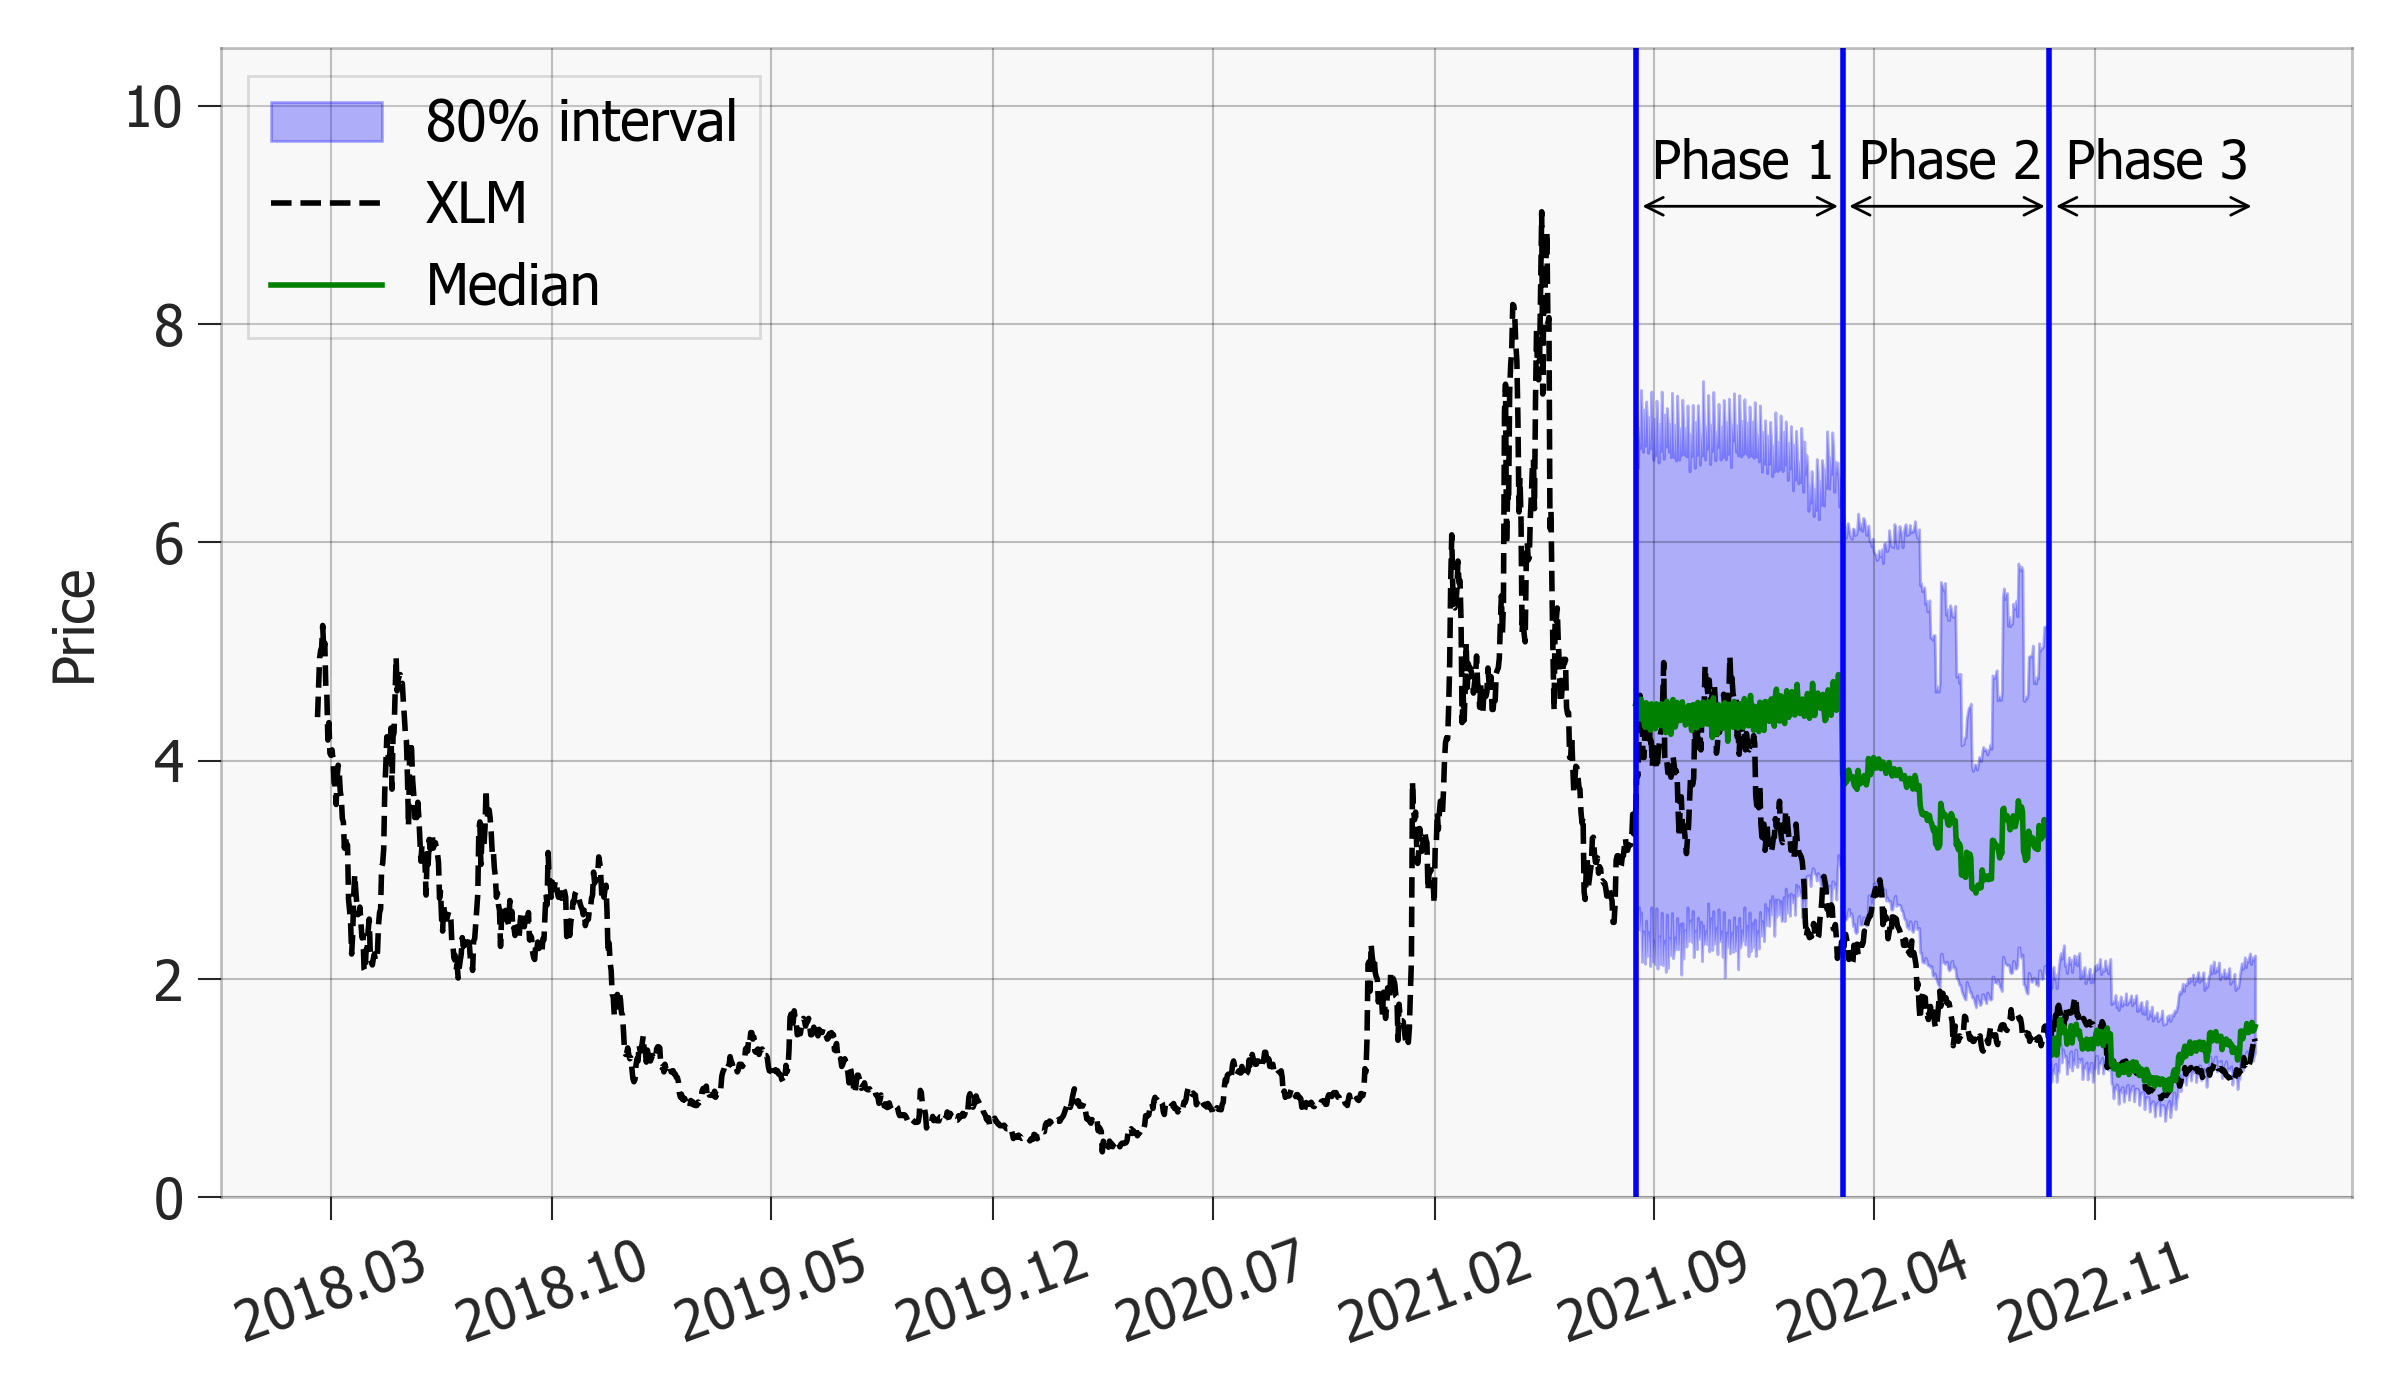 80% interval
XLM
Median
Phase 1
Phase 2
Phase 3
Price
10
8
6
4
2
0
2018.03
2018.10
2019.05
2019.12
2020.07
2021.02
2021.09
2022.04
2022.11